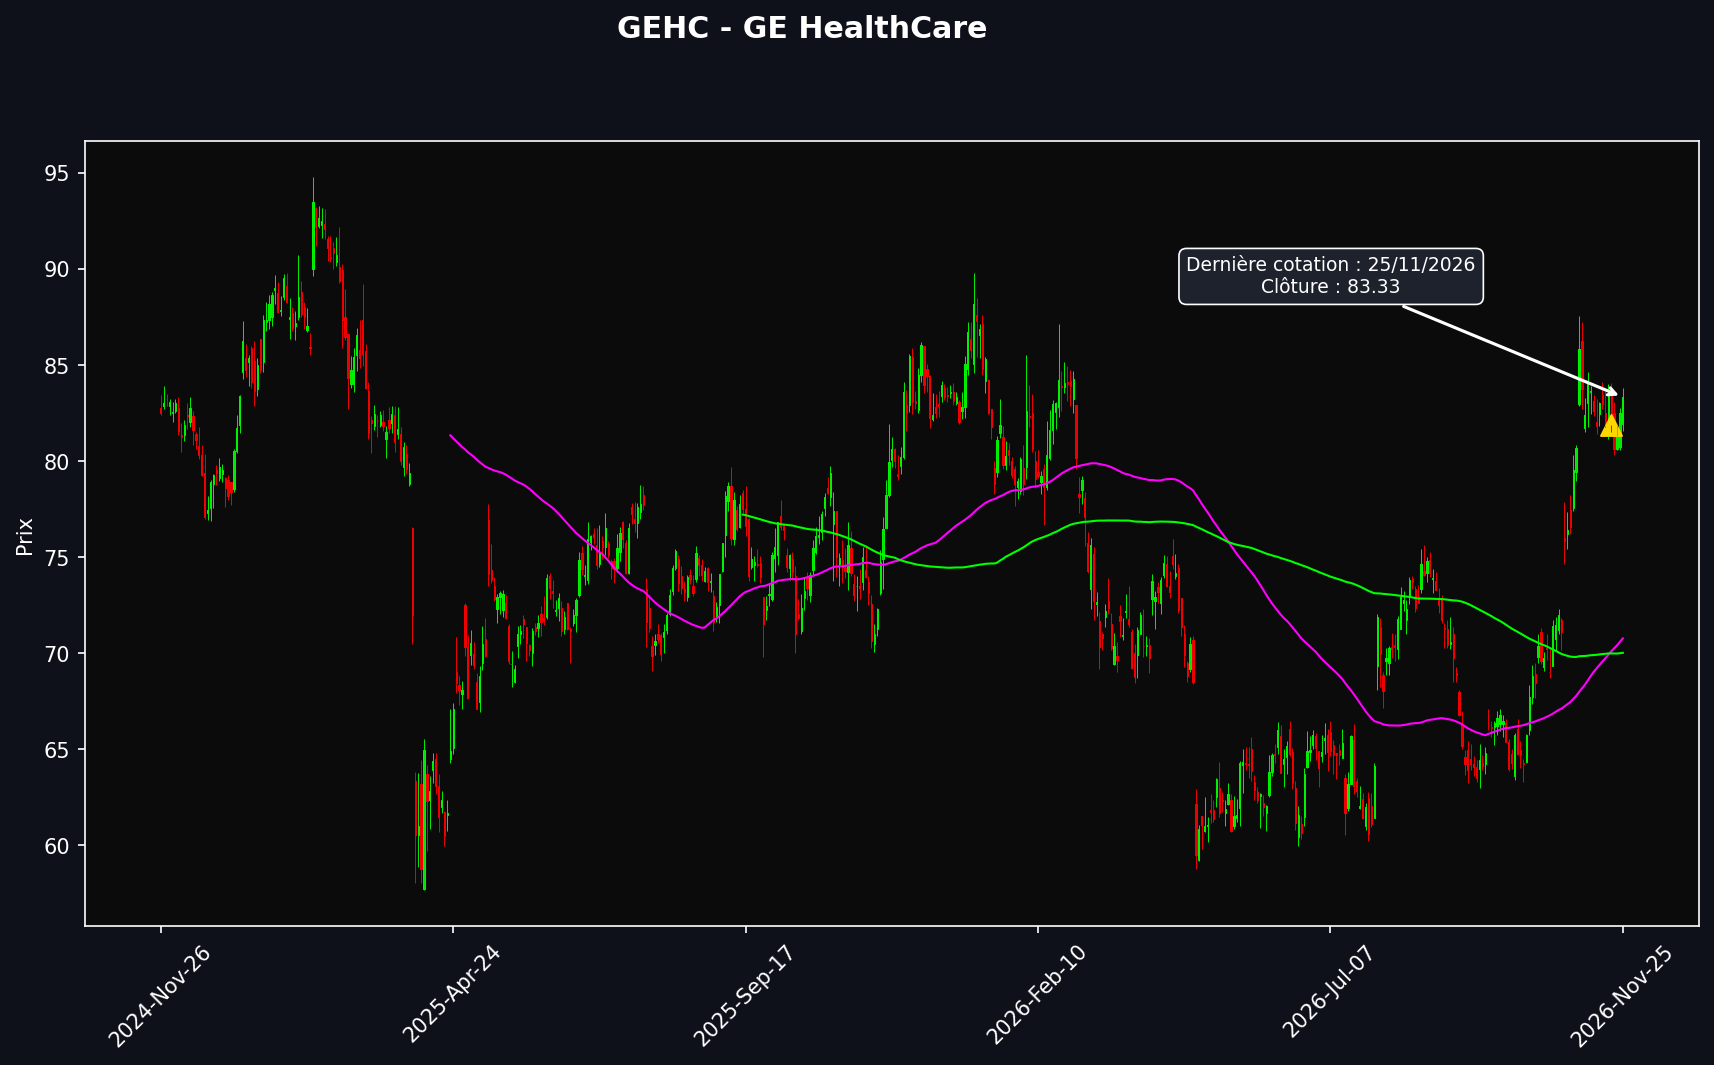 GEHC - GE HealthCare
95
90
85
80
75
70
65
60
Prix
Dernière cotation : 25/11/2026
Clôture : 83.33
2024-Nov-26
2025-Apr-24
2025-Sep-17
2026-Feb-10
2026-Jul-07
2026-Nov-25